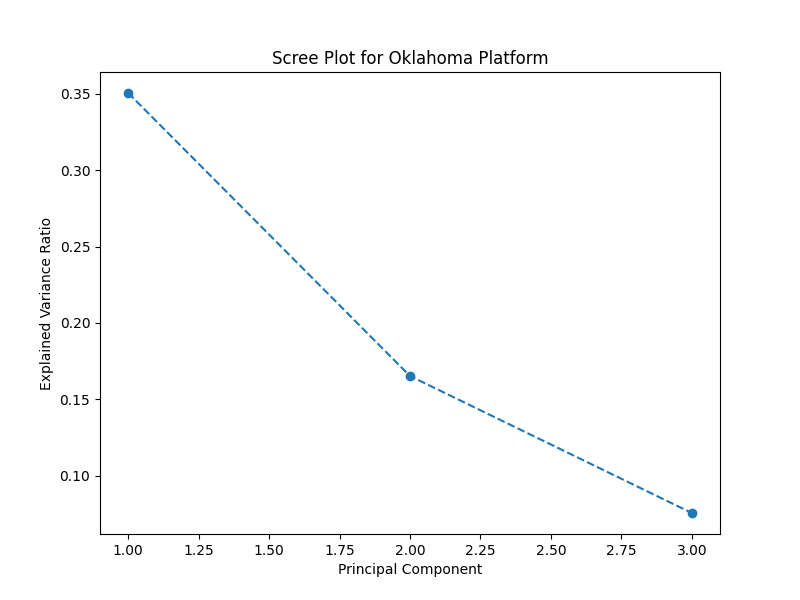 Scree Plot for Oklahoma Platform
Explained Variance Ratio
0.35
0.30
0.25
0.20
0.15
0.10
1.00 1.25 1.50 1.75 2.00 2.25 2.50 2.75 3.00
Principal Component